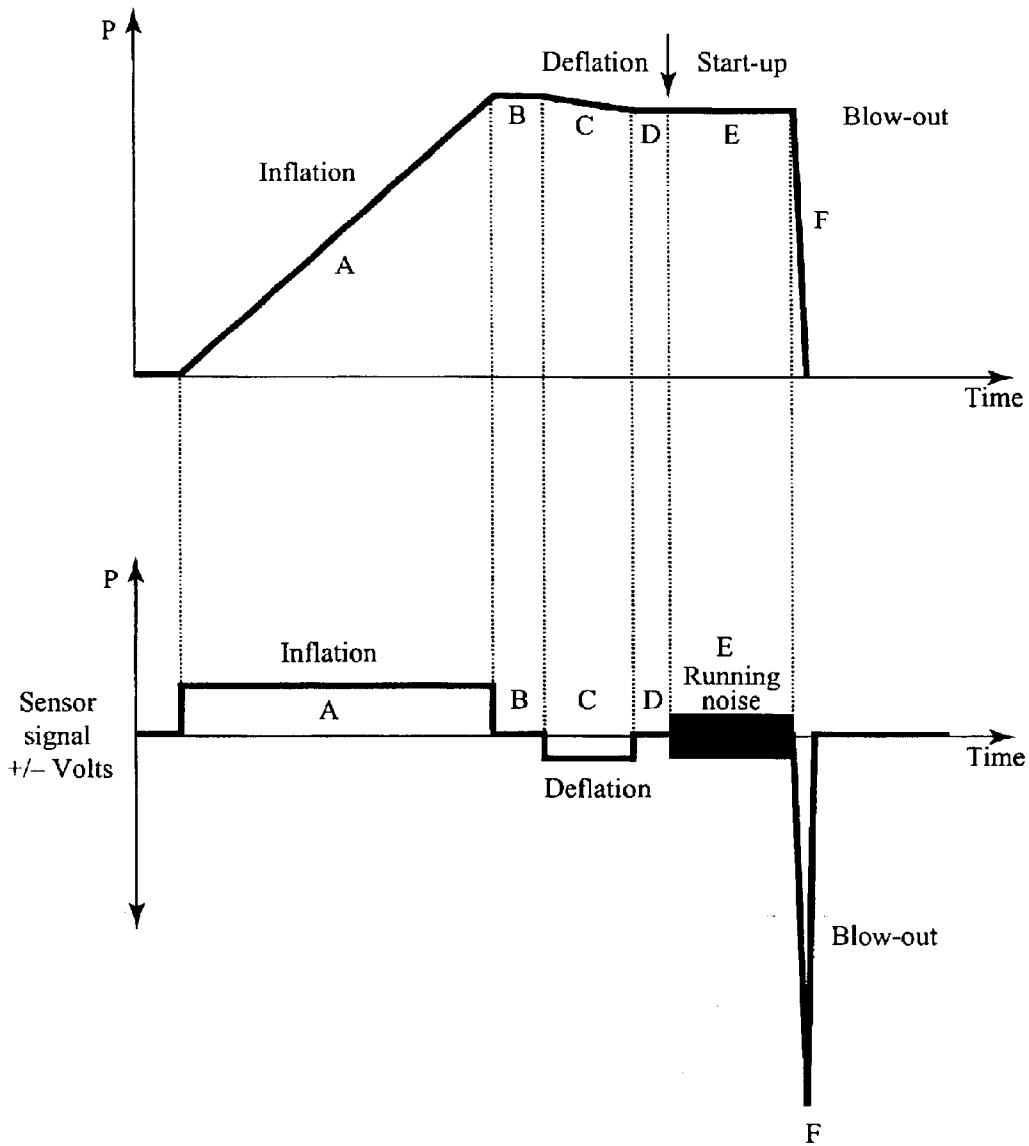 P
Deflation
Start-up
B
C
D
E
Blow-out
Inflation
A
F
Time
P
Inflation
E
Running
noise
A
B
C
D
Sensor
signal
+/– Volts
Time
Deflation
Blow-out
F